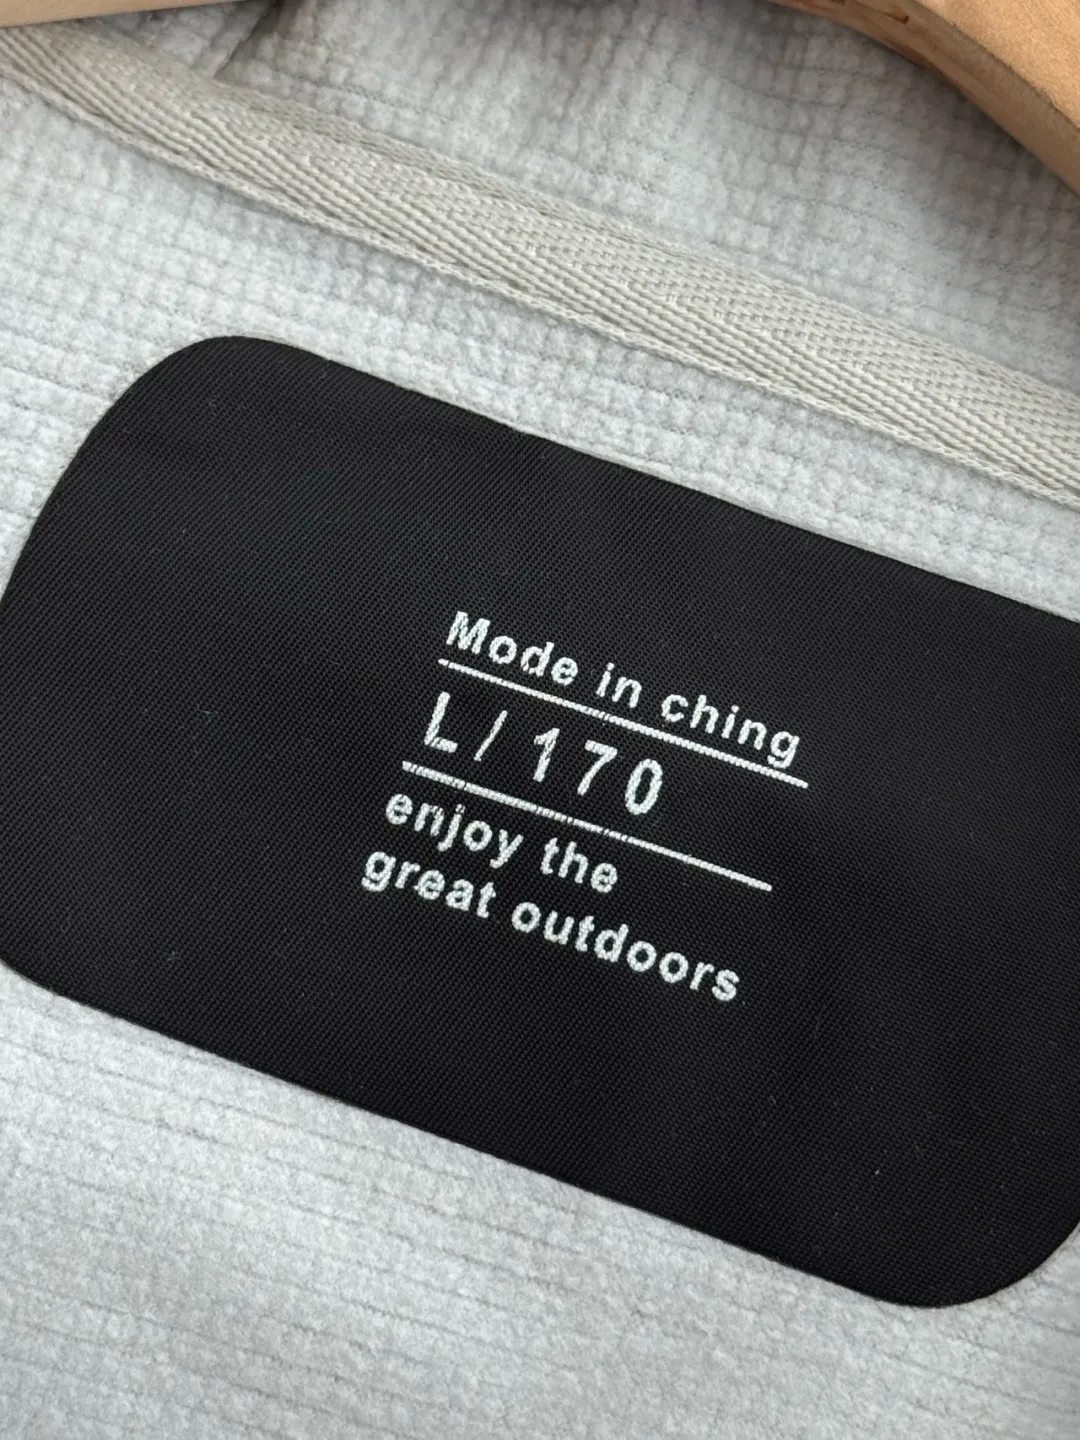 Mode in ching
L/170
enjoy the
great outdoors